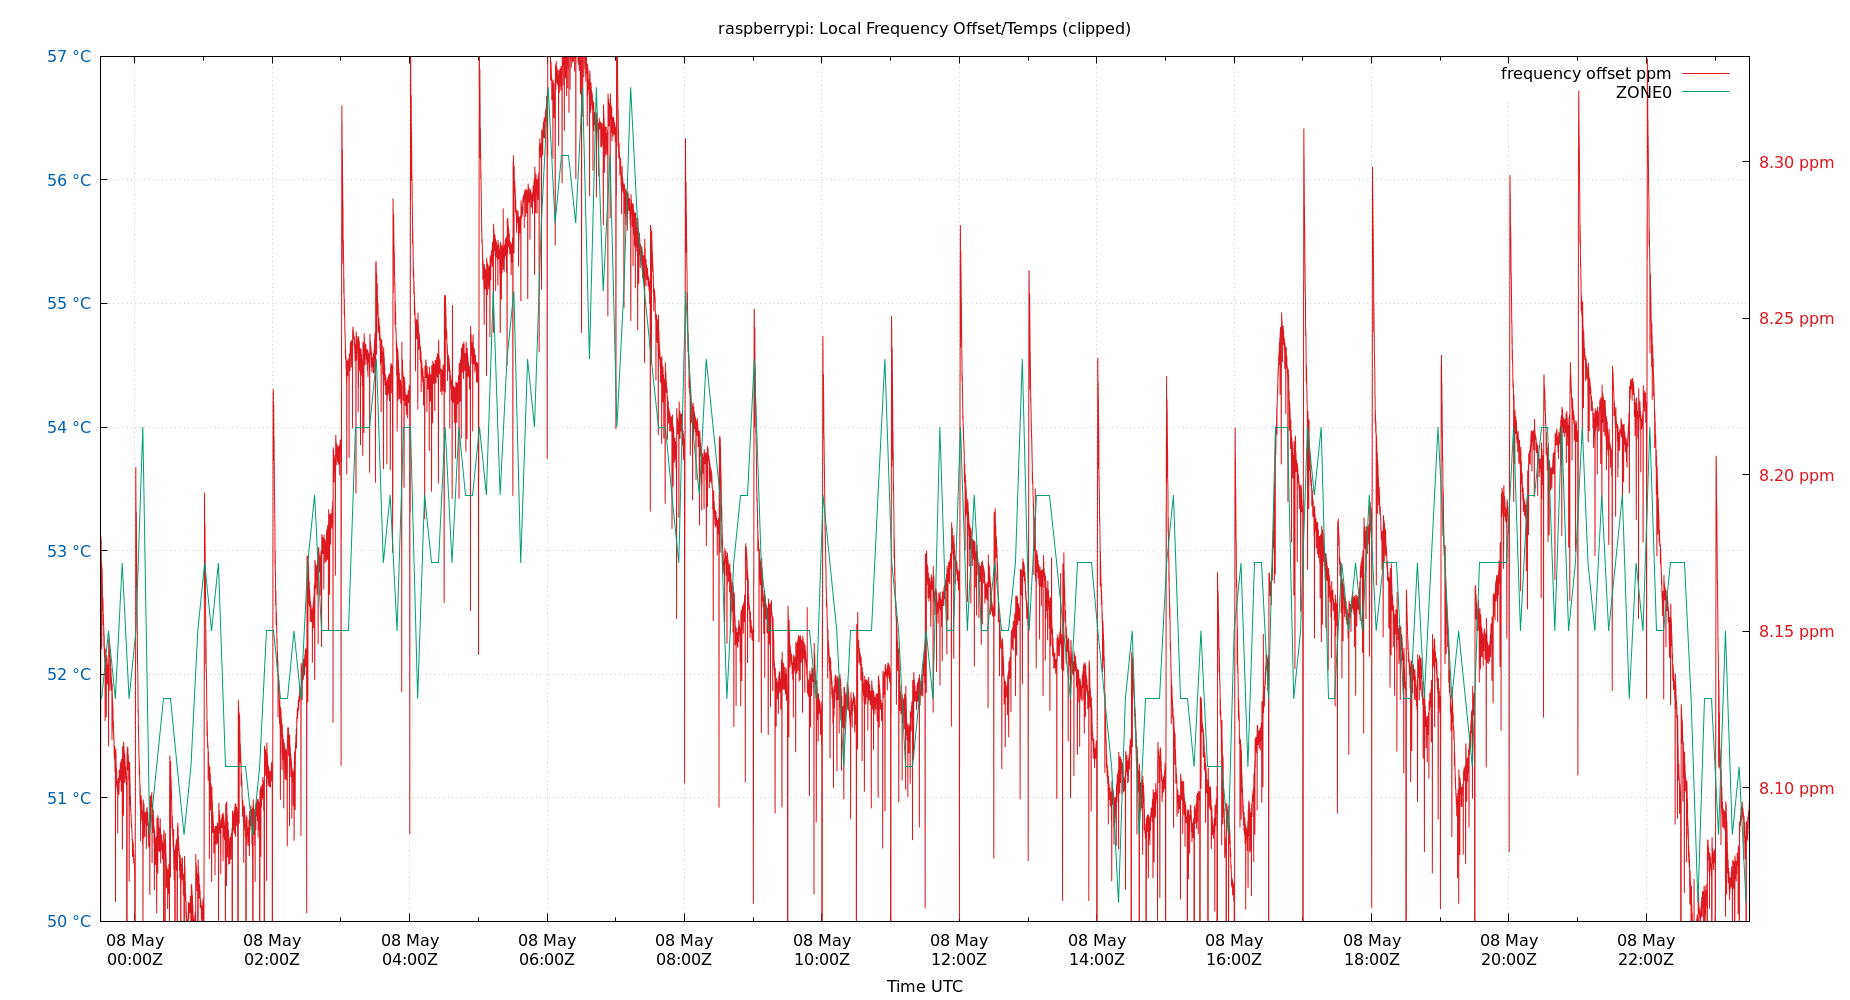 raspberrypi: Local Frequency Offset/Temps (clipped)
frequency offset ppm
ZONE0
57 °C
56 °C
55 °C
54 °C
53 °C
52 °C
51 °C
50 °C
8.30 ppm
8.25 ppm
8.20 ppm
8.15 ppm
8.10 ppm
08 May 08 May 08 May 08 May 08 May 08 May 08 May 08 May 08 May 08 May 08 May 08 May
00:00Z 02:00Z 04:00Z 06:00Z 08:00Z 10:00Z 12:00Z 14:00Z 16:00Z 18:00Z 20:00Z 22:00Z
Time UTC